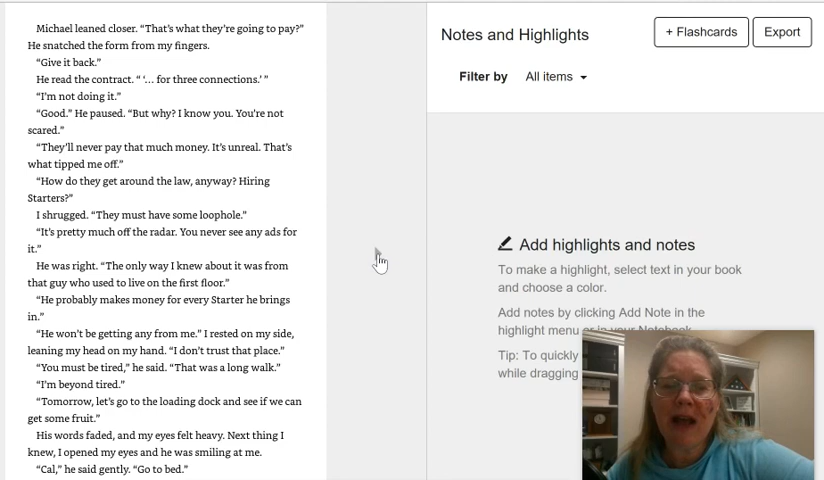 Michael leaned closer. “That’s what they’re going to pay?”
He snatched the form from my fingers.
“Give it back.”
He read the contract. “ ‘… for three connections.’ ”
“I’m not doing it.”
“Good.” He paused. “But why? I know you. You’re not
scared.”
“They’ll never pay that much money. It’s unreal. That’s
what tipped me off.”
“How do they get around the law, anyway? Hiring
Starters?”
I shrugged. “They must have some loophole.”
“It’s pretty much off the radar. You never see any ads for
it.”
He was right. “The only way I knew about it was from
that guy who used to live on the first floor.”
“He probably makes money for every Starter he brings
in.”
“He won’t be getting any from me.” I rested on my side,
leaning my head on my hand. “I don’t trust that place.”
“You must be tired,” he said. “That was a long walk.”
“I’m beyond tired.”
“Tomorrow, let’s go to the loading dock and see if we can
get some fruit.”
His words faded, and my eyes felt heavy. Next thing I
knew, I opened my eyes and he was smiling at me.
“Cal,” he said gently. “Go to bed.”
Notes and Highlights
+ Flashcards
Export
Filter by
All items
Add highlights and notes
To make a highlight, select text in your book
and choose a color.
Add notes by clicking Add Note in the
highlight menu or in your Notebook.
Tip: To quickly
while dragging